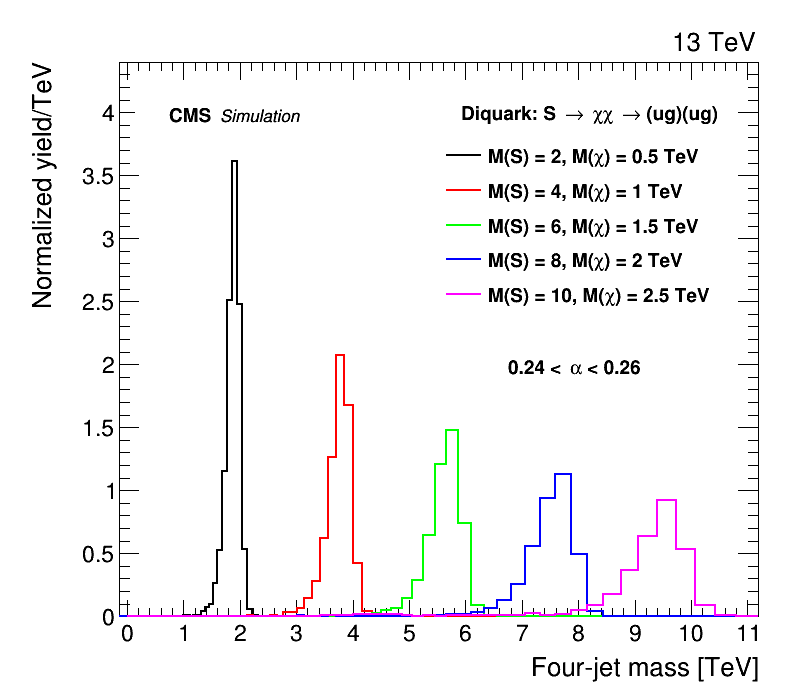 13 TeV
Normalized yield/TeV
CMS Simulation
Diquark: S → χχ → (ug)(ug)
M(S) = 2, M(χ) = 0.5 TeV
M(S) = 4, M(χ) = 1 TeV
M(S) = 6, M(χ) = 1.5 TeV
M(S) = 8, M(χ) = 2 TeV
M(S) = 10, M(χ) = 2.5 TeV
0.24 < α < 0.26
4
3.5
3
2.5
2
1.5
1
0.5
0
0 1 2 3 4 5 6 7 8 9 10 11
Four-jet mass [TeV]